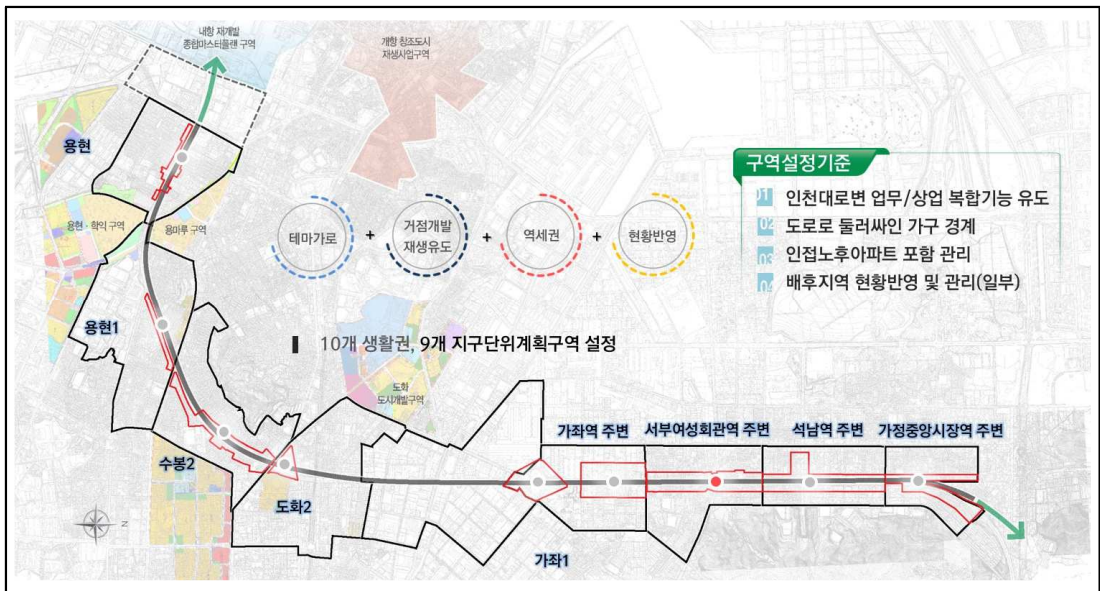 내항 재개발
종합마스터플랜 구역
개항 창조도시
재생사업구역
용현
용현·학익 구역
용마루 구역
구역설정기준
01 인천대로변 업무/상업 복합기능 유도
02 도로로 둘러싸인 가구 경계
03 인접노후아파트 포함 관리
04 배후지역 현황반영 및 관리(일부)
테마가로
+
거점개발
재생유도
+
역세권
+
현황반영
용현1
10개 생활권, 9개 지구단위계획구역 설정
도화
도시개발구역
가좌역 주변
서부여성회관역 주변
석남역 주변
가정중앙시장역 주변
수봉2
도화2
가좌1
N